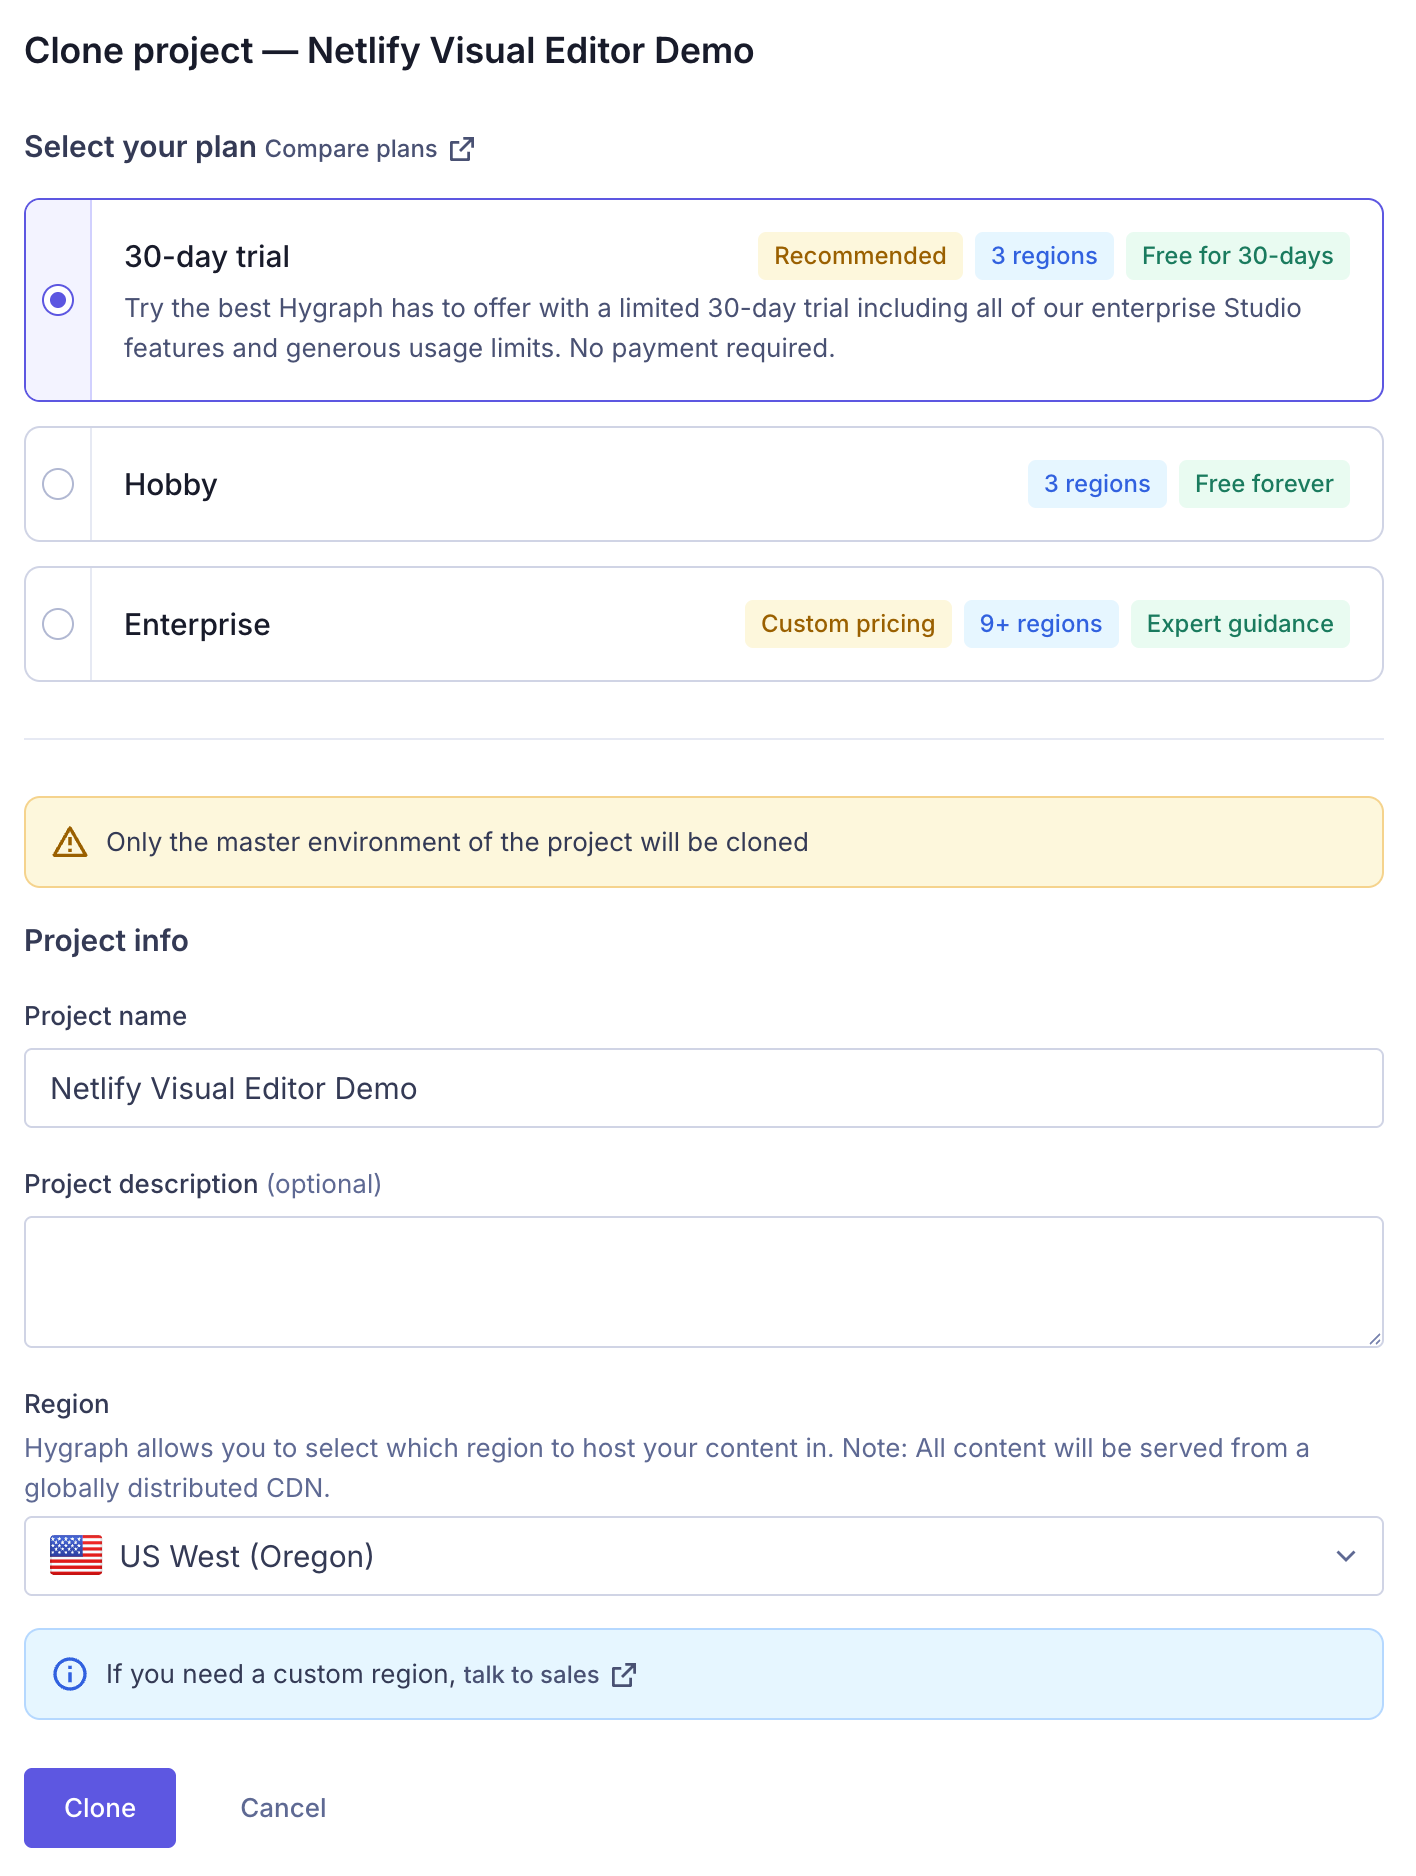 Clone project — Netlify Visual Editor Demo
Select your plan Compare plans
30-day trial Recommended 3 regions Free for 30-days
Try the best Hygraph has to offer with a limited 30-day trial including all of our enterprise Studio
features and generous usage limits. No payment required.
Hobby 3 regions Free forever
Enterprise Custom pricing 9+ regions Expert guidance
Only the master environment of the project will be cloned
Project info
Project name
Netlify Visual Editor Demo
Project description (optional)
Region
Hygraph allows you to select which region to host your content in. Note: All content will be served from a
globally distributed CDN.
US West (Oregon)
If you need a custom region, talk to sales
Clone Cancel